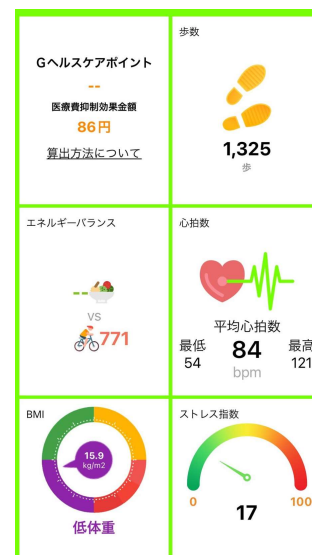 Gヘルスケアポイント
--
医療費抑制効果金額
86円
算出方法について
歩数
1,325
歩
エネルギーバランス
--
vs
771
心拍数
平均心拍数
最低
54
84
bpm
最高
121
BMI
15.9
kg/m2
低体重
ストレス指数
0
100
17